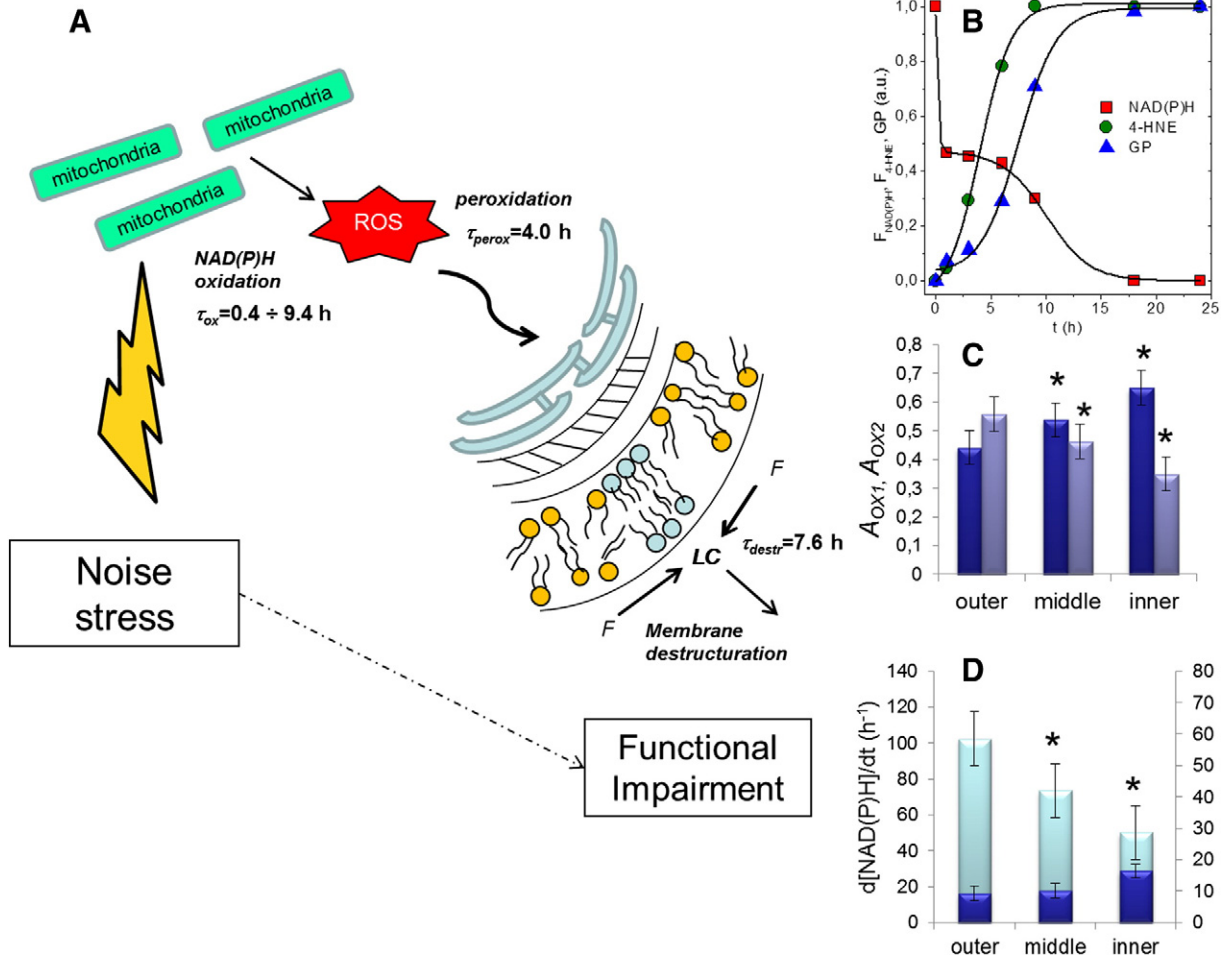 A
mitochondria
mitochondria
mitochondria
ROS
peroxidation
τperox=4.0 h
NAD(P)H
oxidation
τox=0.4 ÷ 9.4 h
F
τdestr=7.6 h
LC
F
Membrane
destructuration
Noise
stress
Functional
Impairment
B
1,0
0,8
0,6
0,4
0,2
0,0
FNAD(P)H, F4-HNE, GP (a.u.)
NAD(P)H
4-HNE
GP
0 5 10 15 20 25
t (h)
C
0,8
0,7
0,6
0,5
0,4
0,3
0,2
0,1
0
AOX1, AOX2
* * * *
outer middle inner
D
140
120
100
80
60
40
20
0
d[NAD(P)H]/dt (h⁻¹)
80
70
60
50
40
30
20
10
0
* *
outer middle inner